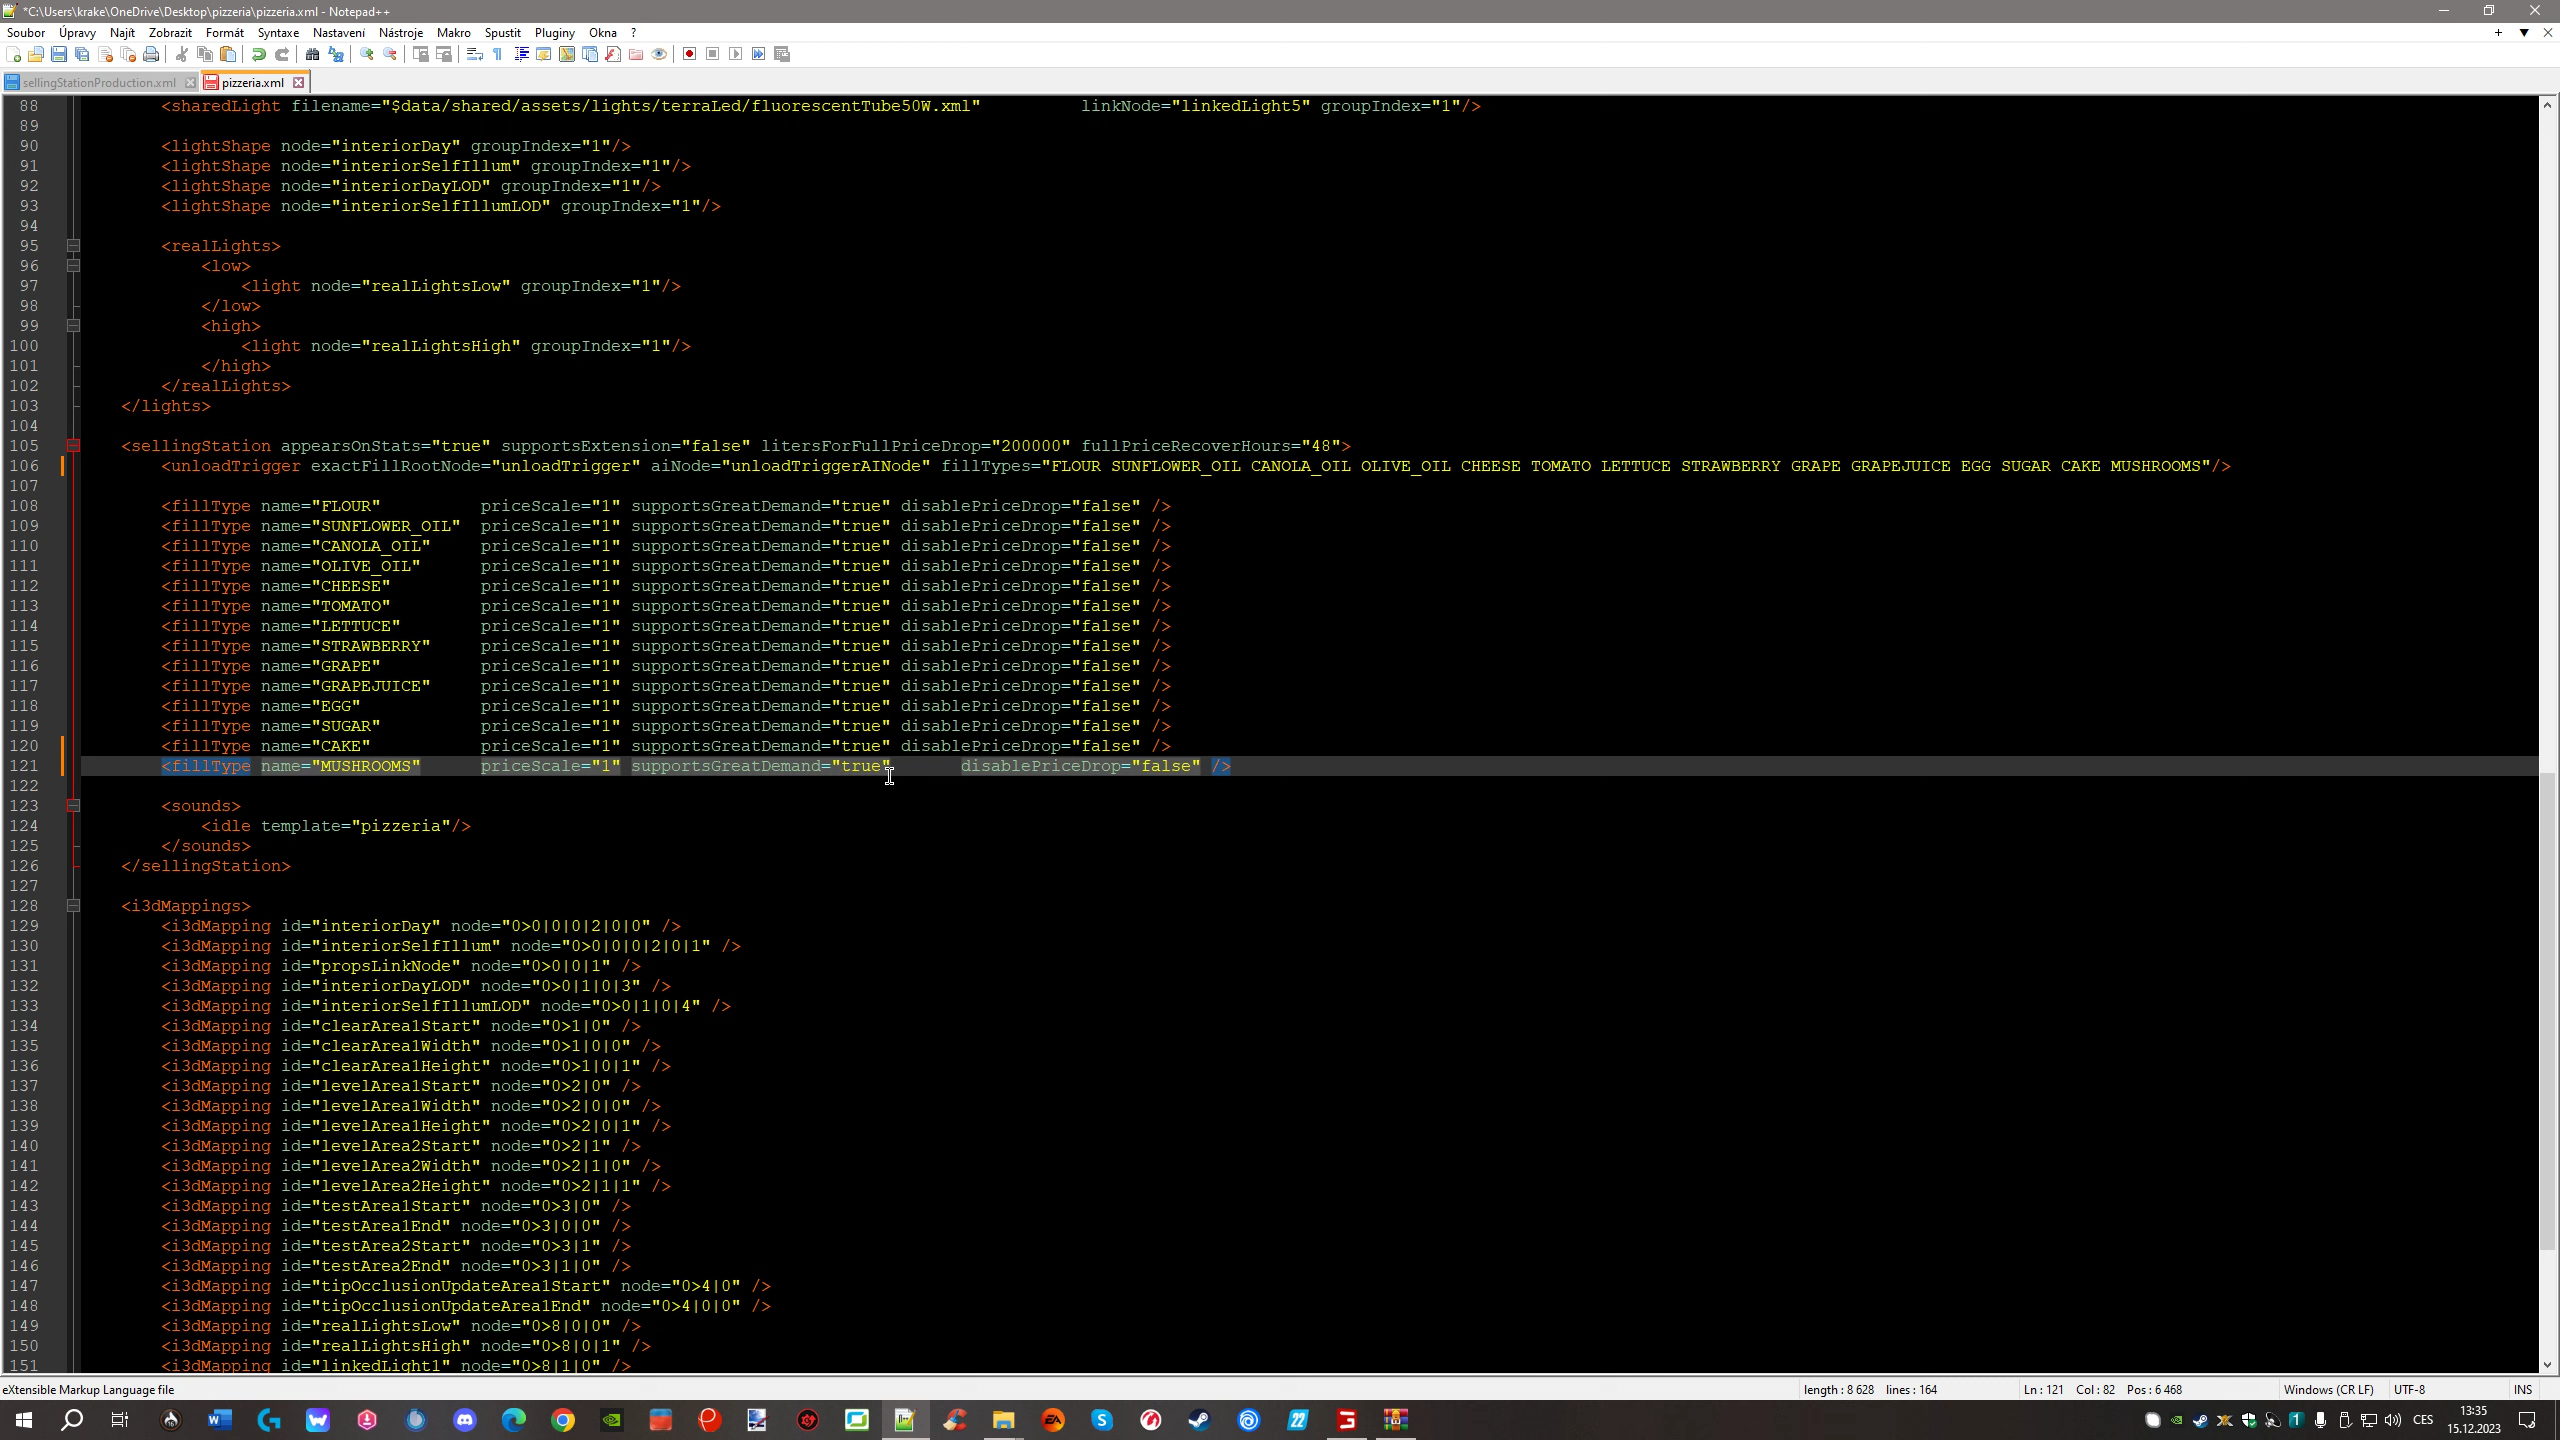 *C:\Users\krake\OneDrive\Desktop\pizzeria\pizzeria.xml - Notepad++
Soubor Úpravy Najít Zobrazit Formát Syntaxe Nastavení Nástroje Makro Spustit Pluginy Okna ?
sellingStationProduction.xml pizzeria.xml
88 <sharedLight filename="$data/shared/assets/lights/terraLed/fluorescentTube50W.xml" linkNode="linkedLight5" groupIndex="1"/>
89
90 <lightShape node="interiorDay" groupIndex="1"/>
91 <lightShape node="interiorSelfIllum" groupIndex="1"/>
92 <lightShape node="interiorDayLOD" groupIndex="1"/>
93 <lightShape node="interiorSelfIllumLOD" groupIndex="1"/>
94
95 <realLights>
96 <low>
97 <light node="realLightsLow" groupIndex="1"/>
98 </low>
99 <high>
100 <light node="realLightsHigh" groupIndex="1"/>
101 </high>
102 </realLights>
103 </lights>
104
105 <sellingStation appearsOnStats="true" supportsExtension="false" litersForFullPriceDrop="200000" fullPriceRecoverHours="48">
106 <unloadTrigger exactFillRootNode="unloadTrigger" aiNode="unloadTriggerAINode" fillTypes="FLOUR SUNFLOWER_OIL CANOLA_OIL OLIVE_OIL CHEESE TOMATO LETTUCE STRAWBERRY GRAPE GRAPEJUICE EGG SUGAR CAKE MUSHROOMS"/>
107
108 <fillType name="FLOUR" priceScale="1" supportsGreatDemand="true" disablePriceDrop="false" />
109 <fillType name="SUNFLOWER_OIL" priceScale="1" supportsGreatDemand="true" disablePriceDrop="false" />
110 <fillType name="CANOLA_OIL" priceScale="1" supportsGreatDemand="true" disablePriceDrop="false" />
111 <fillType name="OLIVE_OIL" priceScale="1" supportsGreatDemand="true" disablePriceDrop="false" />
112 <fillType name="CHEESE" priceScale="1" supportsGreatDemand="true" disablePriceDrop="false" />
113 <fillType name="TOMATO" priceScale="1" supportsGreatDemand="true" disablePriceDrop="false" />
114 <fillType name="LETTUCE" priceScale="1" supportsGreatDemand="true" disablePriceDrop="false" />
115 <fillType name="STRAWBERRY" priceScale="1" supportsGreatDemand="true" disablePriceDrop="false" />
116 <fillType name="GRAPE" priceScale="1" supportsGreatDemand="true" disablePriceDrop="false" />
117 <fillType name="GRAPEJUICE" priceScale="1" supportsGreatDemand="true" disablePriceDrop="false" />
118 <fillType name="EGG" priceScale="1" supportsGreatDemand="true" disablePriceDrop="false" />
119 <fillType name="SUGAR" priceScale="1" supportsGreatDemand="true" disablePriceDrop="false" />
120 <fillType name="CAKE" priceScale="1" supportsGreatDemand="true" disablePriceDrop="false" />
121 <fillType name="MUSHROOMS" priceScale="1" supportsGreatDemand="true" disablePriceDrop="false" />
122
123 <sounds>
124 <idle template="pizzeria"/>
125 </sounds>
126 </sellingStation>
127
128 <i3dMappings>
129 <i3dMapping id="interiorDay" node="0>0|0|0|2|0|0" />
130 <i3dMapping id="interiorSelfIllum" node="0>0|0|0|2|0|1" />
131 <i3dMapping id="propsLinkNode" node="0>0|0|1" />
132 <i3dMapping id="interiorDayLOD" node="0>0|1|0|3" />
133 <i3dMapping id="interiorSelfIllumLOD" node="0>0|1|0|4" />
134 <i3dMapping id="clearArea1Start" node="0>1|0" />
135 <i3dMapping id="clearArea1Width" node="0>1|0|0" />
136 <i3dMapping id="clearArea1Height" node="0>1|0|1" />
137 <i3dMapping id="levelArea1Start" node="0>2|0" />
138 <i3dMapping id="levelArea1Width" node="0>2|0|0" />
139 <i3dMapping id="levelArea1Height" node="0>2|0|1" />
140 <i3dMapping id="levelArea2Start" node="0>2|1" />
141 <i3dMapping id="levelArea2Width" node="0>2|1|0" />
142 <i3dMapping id="levelArea2Height" node="0>2|1|1" />
143 <i3dMapping id="testArea1Start" node="0>3|0" />
144 <i3dMapping id="testArea1End" node="0>3|0|0" />
145 <i3dMapping id="testArea2Start" node="0>3|1" />
146 <i3dMapping id="testArea2End" node="0>3|1|0" />
147 <i3dMapping id="tipOcclusionUpdateArea1Start" node="0>4|0" />
148 <i3dMapping id="tipOcclusionUpdateArea1End" node="0>4|0|0" />
149 <i3dMapping id="realLightsLow" node="0>8|0|0" />
150 <i3dMapping id="realLightsHigh" node="0>8|0|1" />
151 <i3dMapping id="linkedLight1" node="0>8|1|0" />
eXtensible Markup Language file length : 8 628 lines : 164 Ln : 121 Col : 82 Pos : 6 468 Windows (CR LF) UTF-8 INS
CES 13:35
15.12.2023